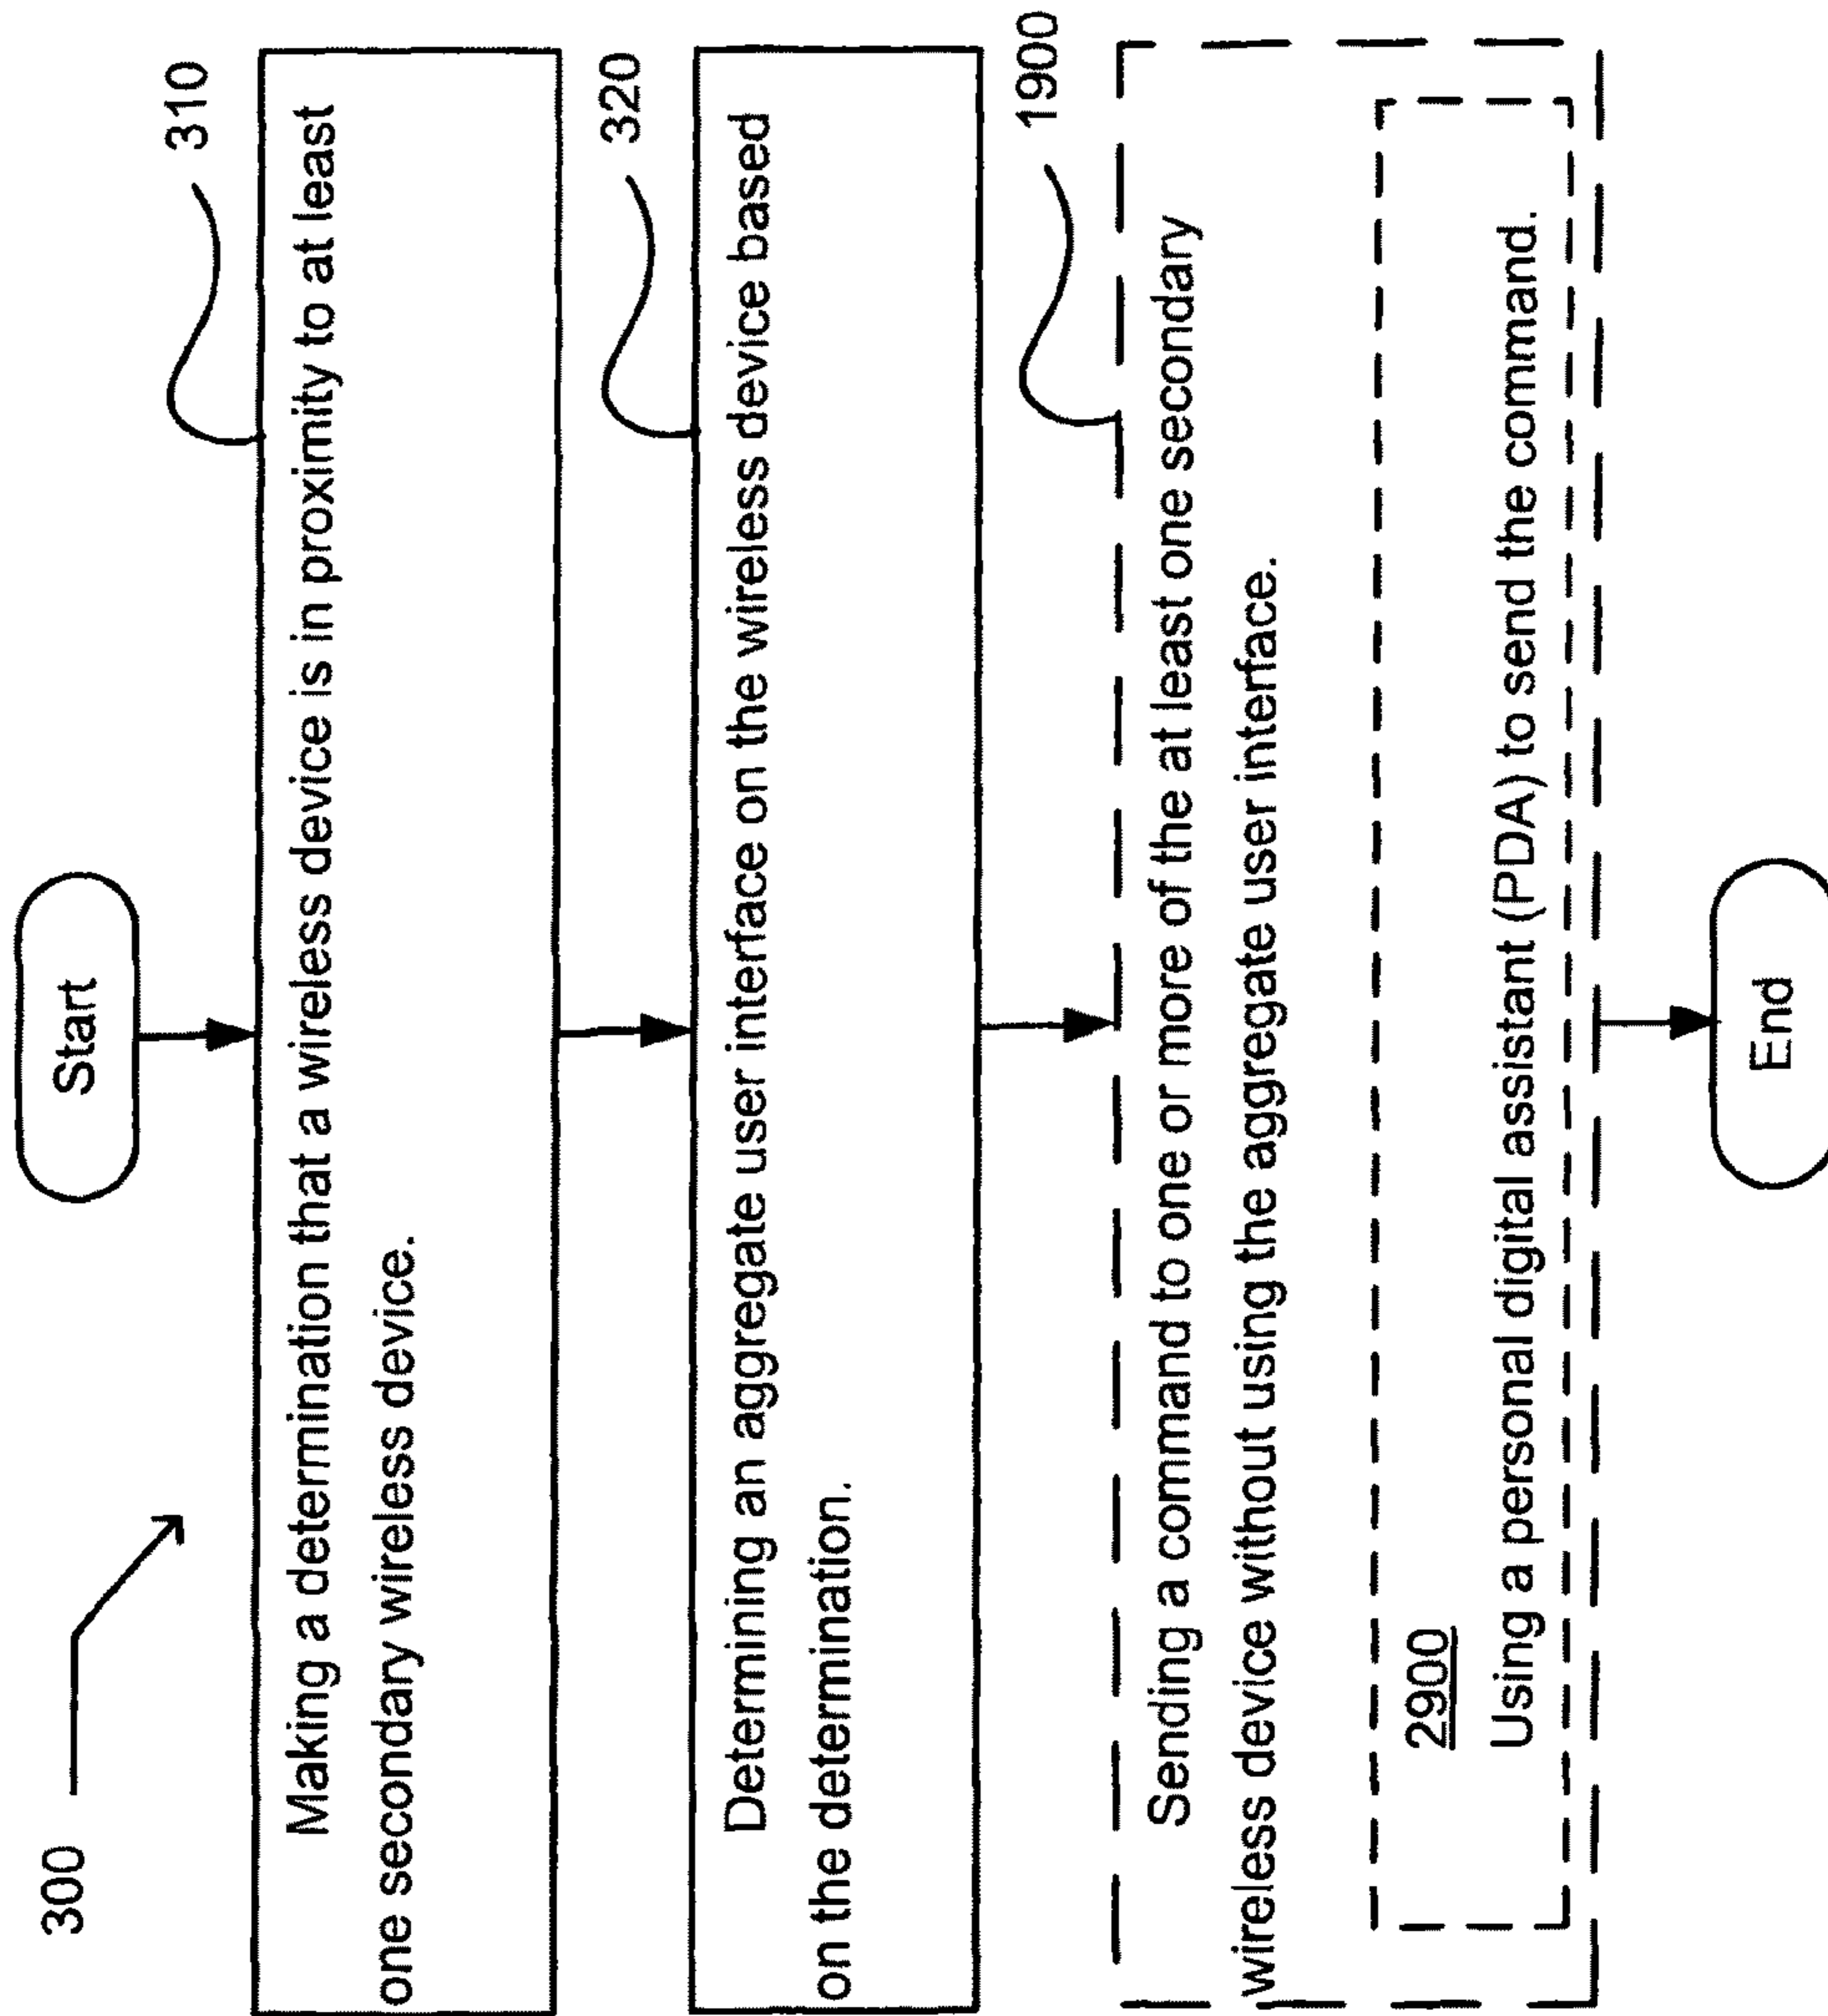 300
Start
310
Making a determination that a wireless device is in proximity to at least
one secondary wireless device.
320
Determining an aggregate user interface on the wireless device based
on the determination.
1900
Sending a command to one or more of the at least one secondary
wireless device without using the aggregate user interface.
2900
Using a personal digital assistant (PDA) to send the command.
End